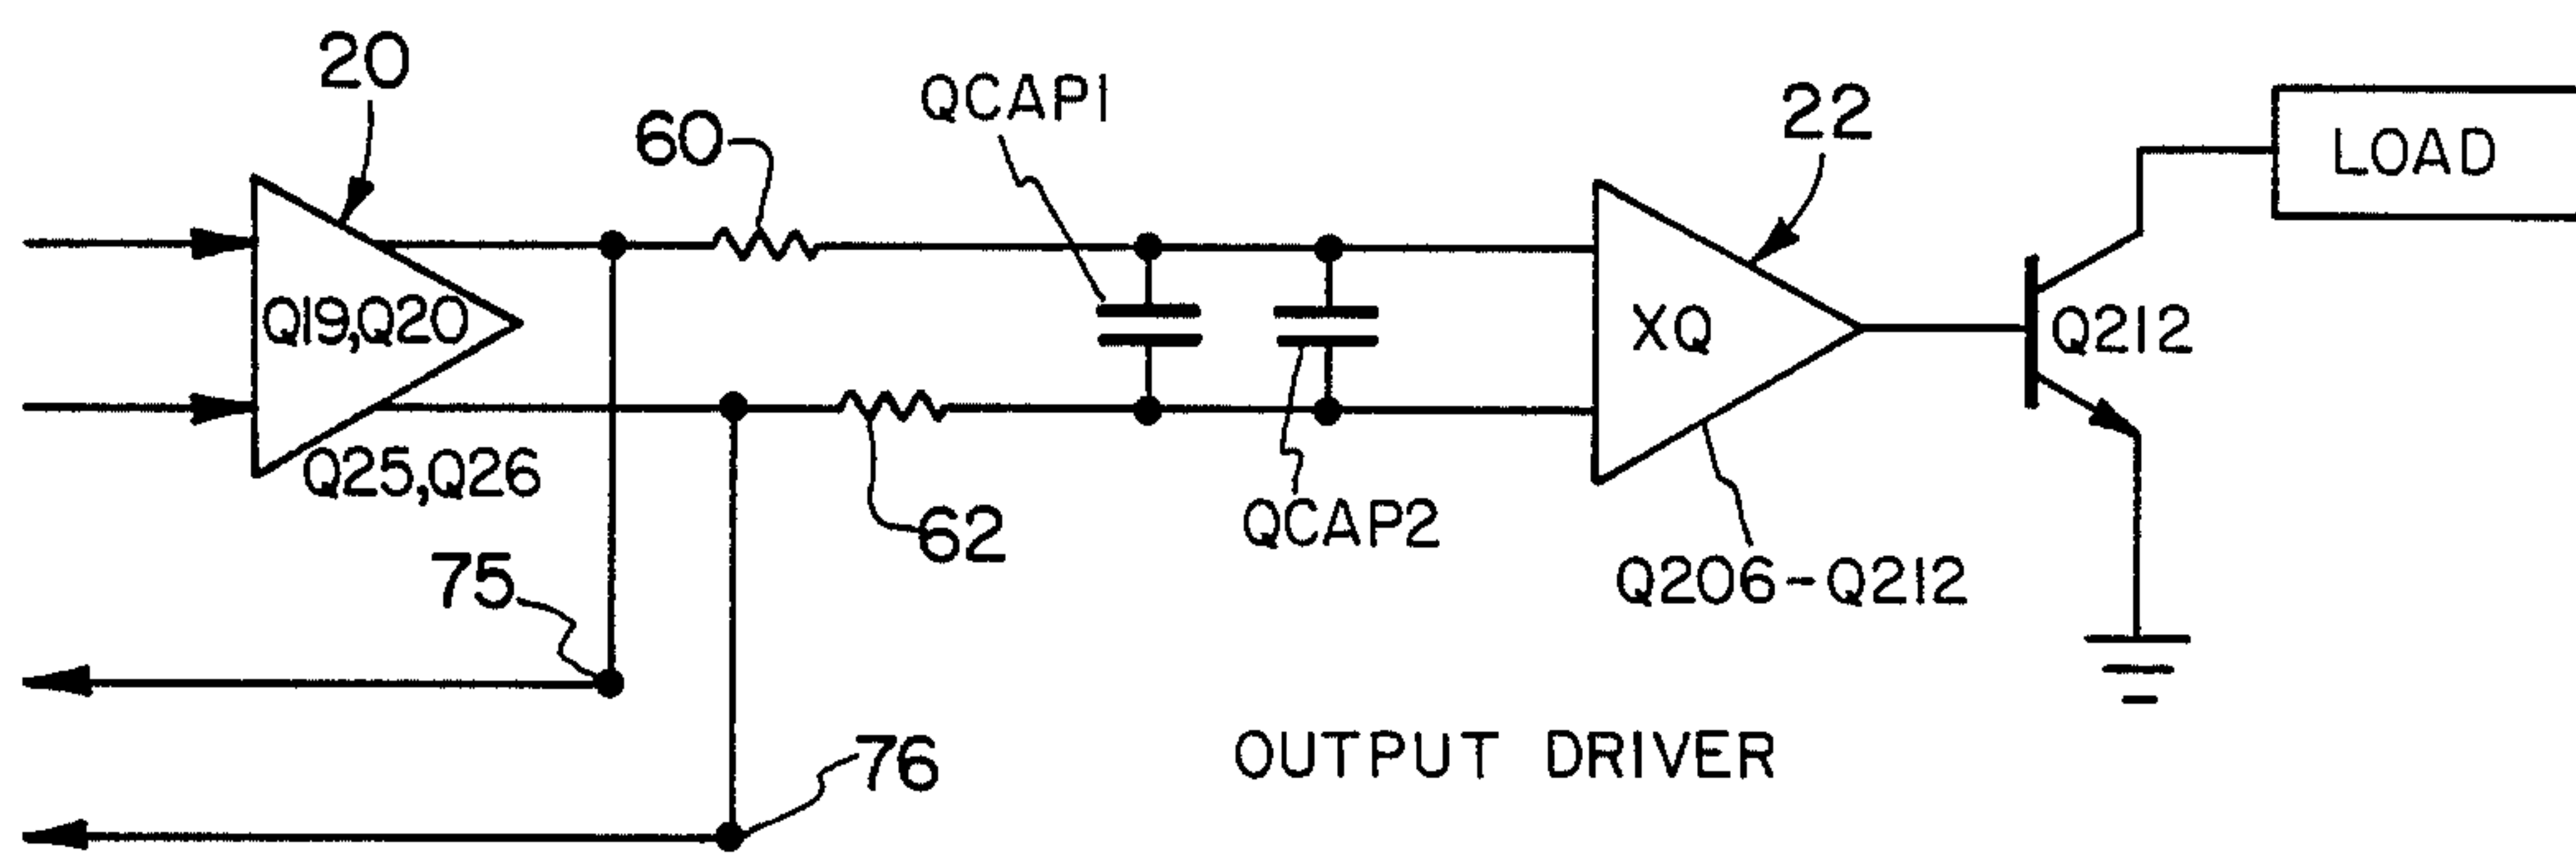 20
60
QCAP1
22
LOAD
Q19,Q20
XQ
Q212
Q25,Q26
62
QCAP2
75
Q206-Q212
76
OUTPUT DRIVER